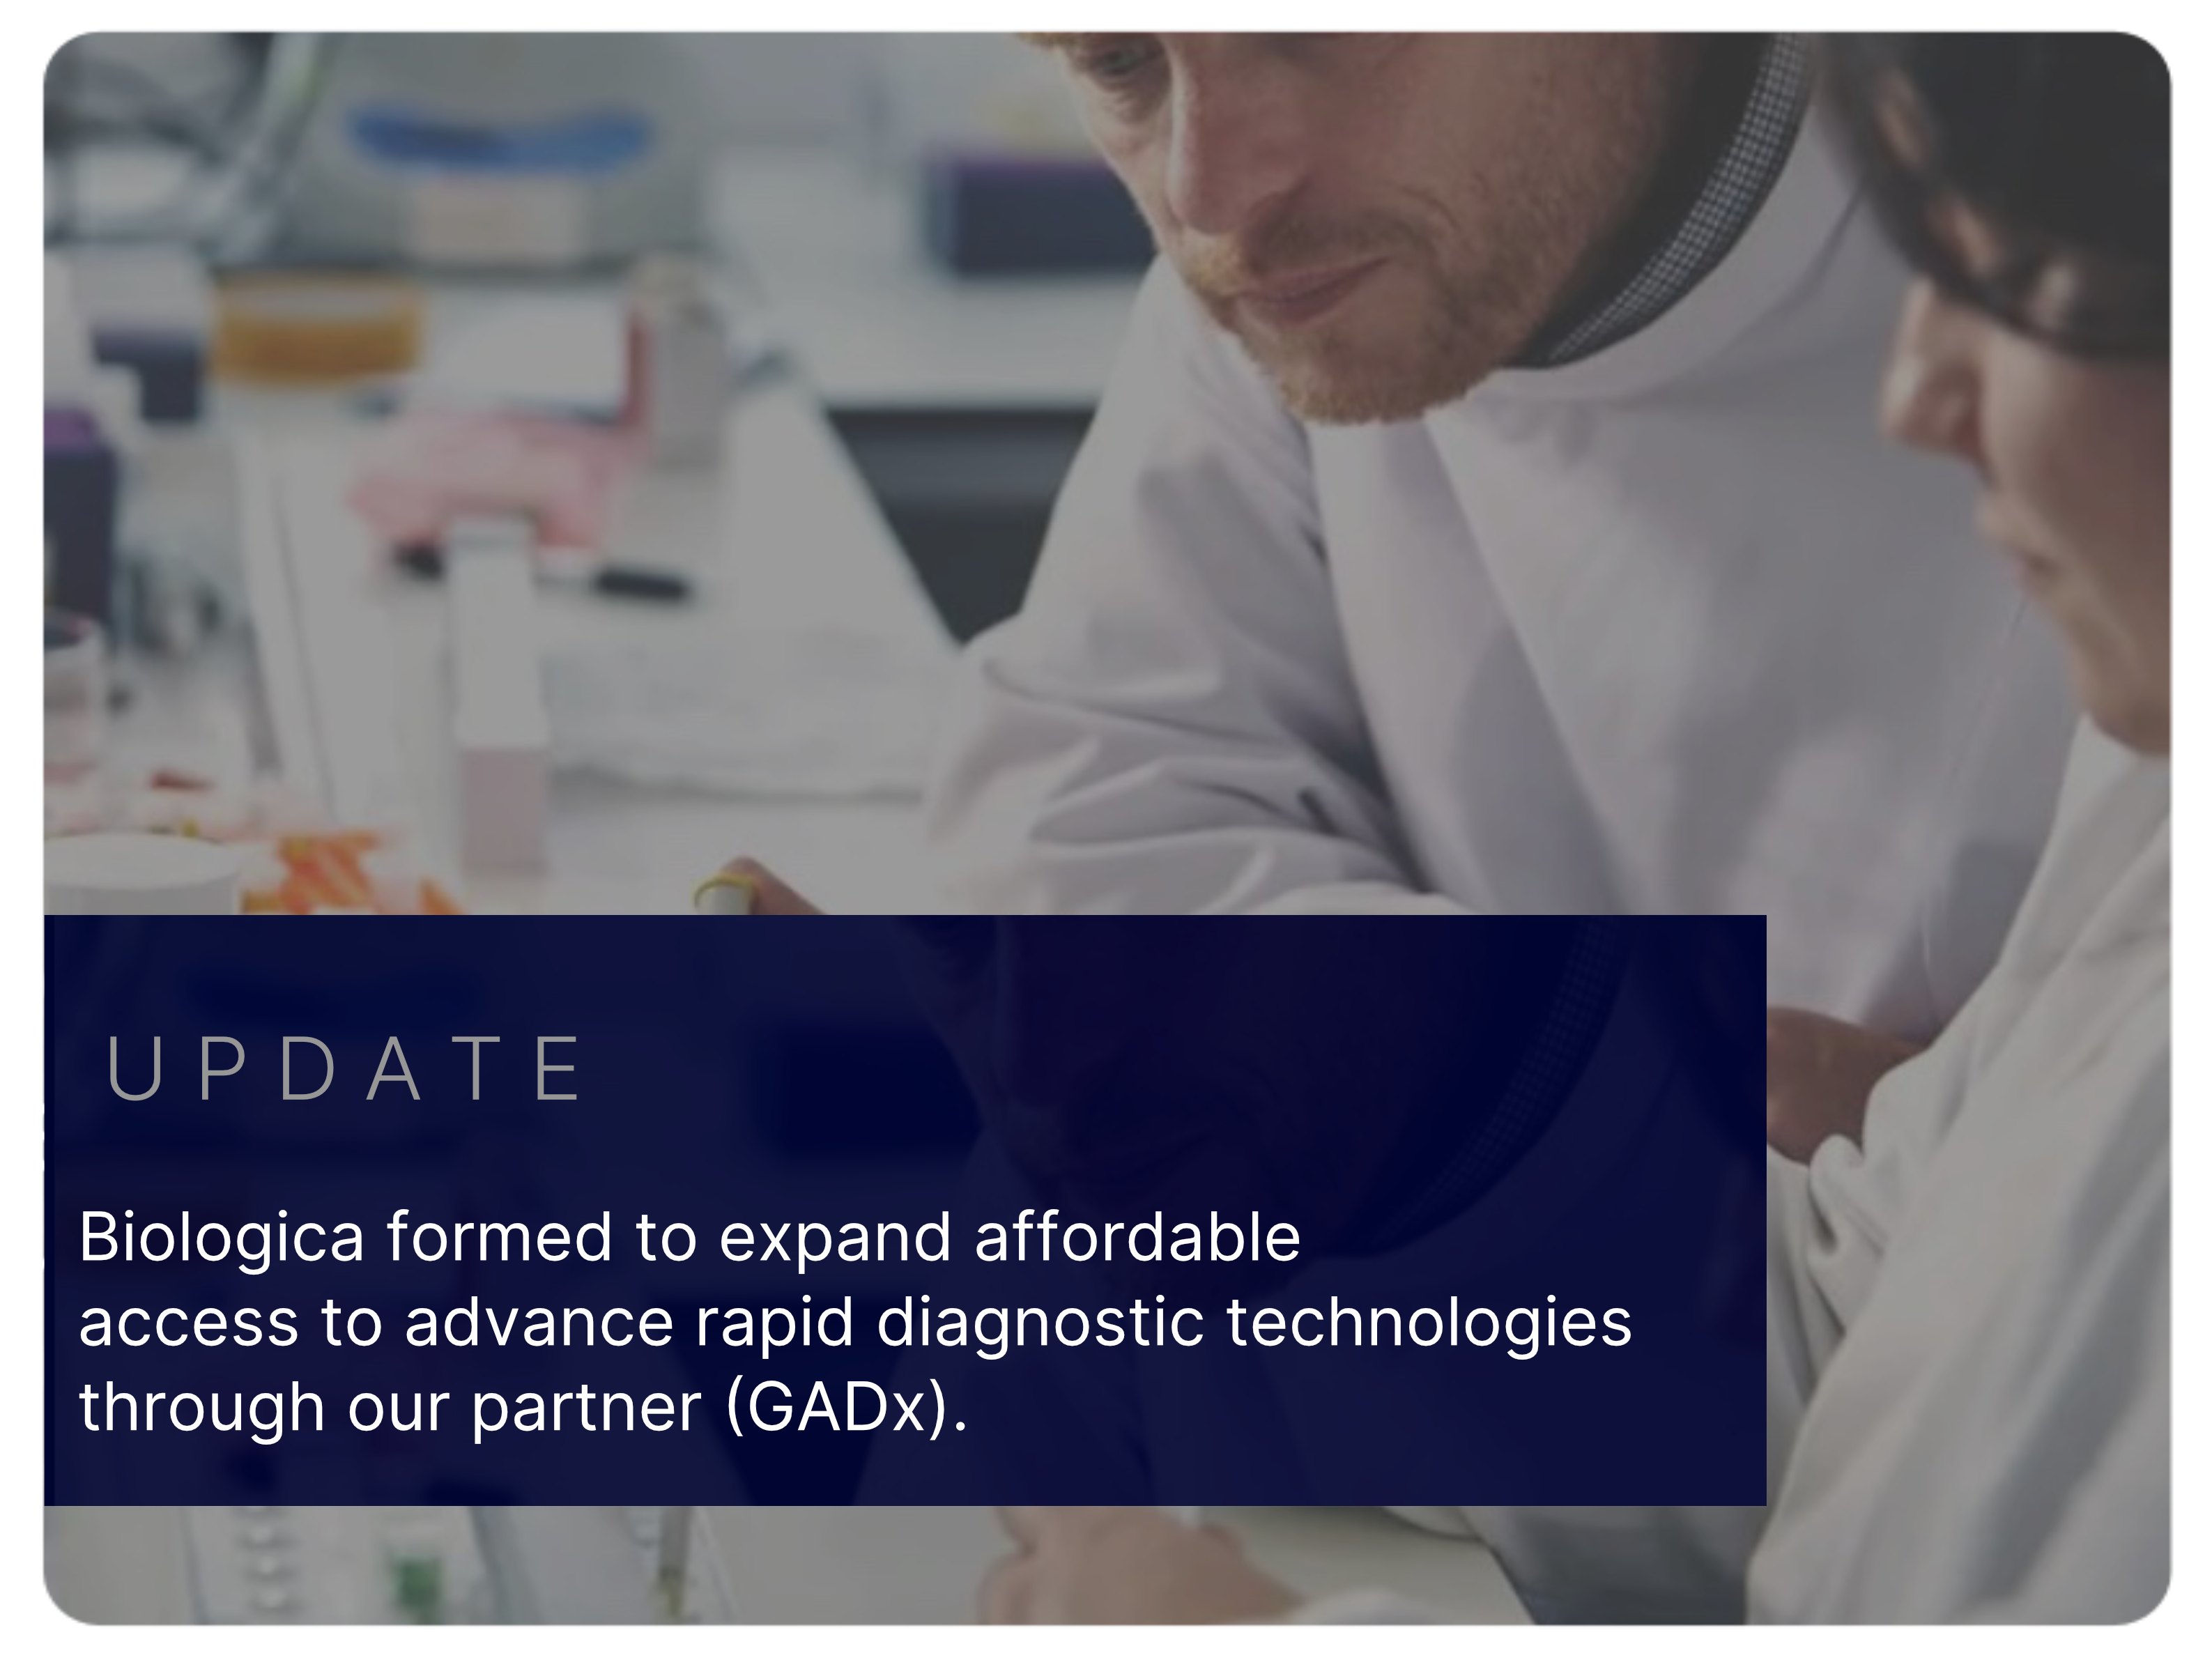 UPDATE
Biologica formed to expand affordable
access to advance rapid diagnostic technologies
through our partner (GADx).